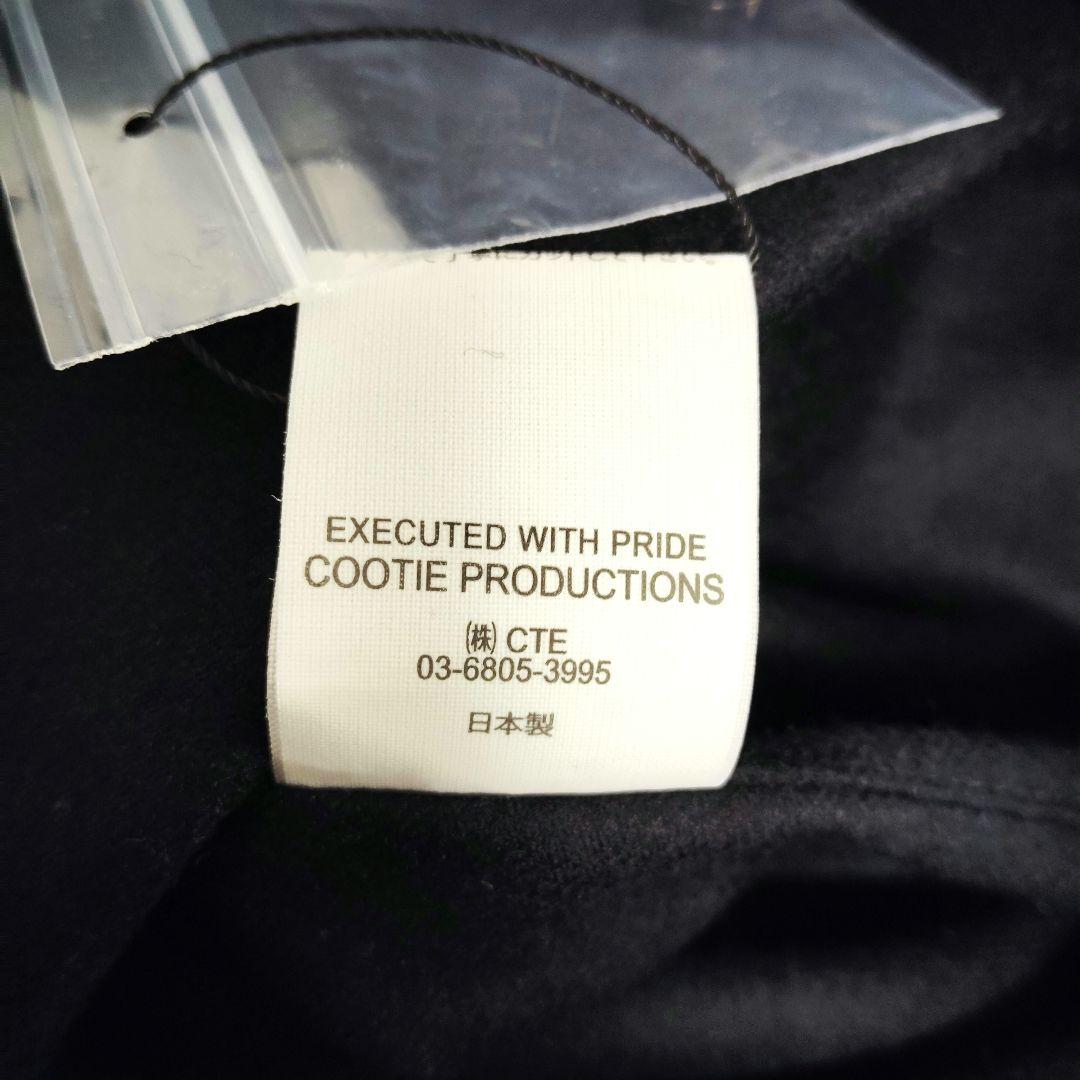 EXECUTED WITH PRIDE
COOTIE PRODUCTIONS
㈱ CTE
03-6805-3995
日本製